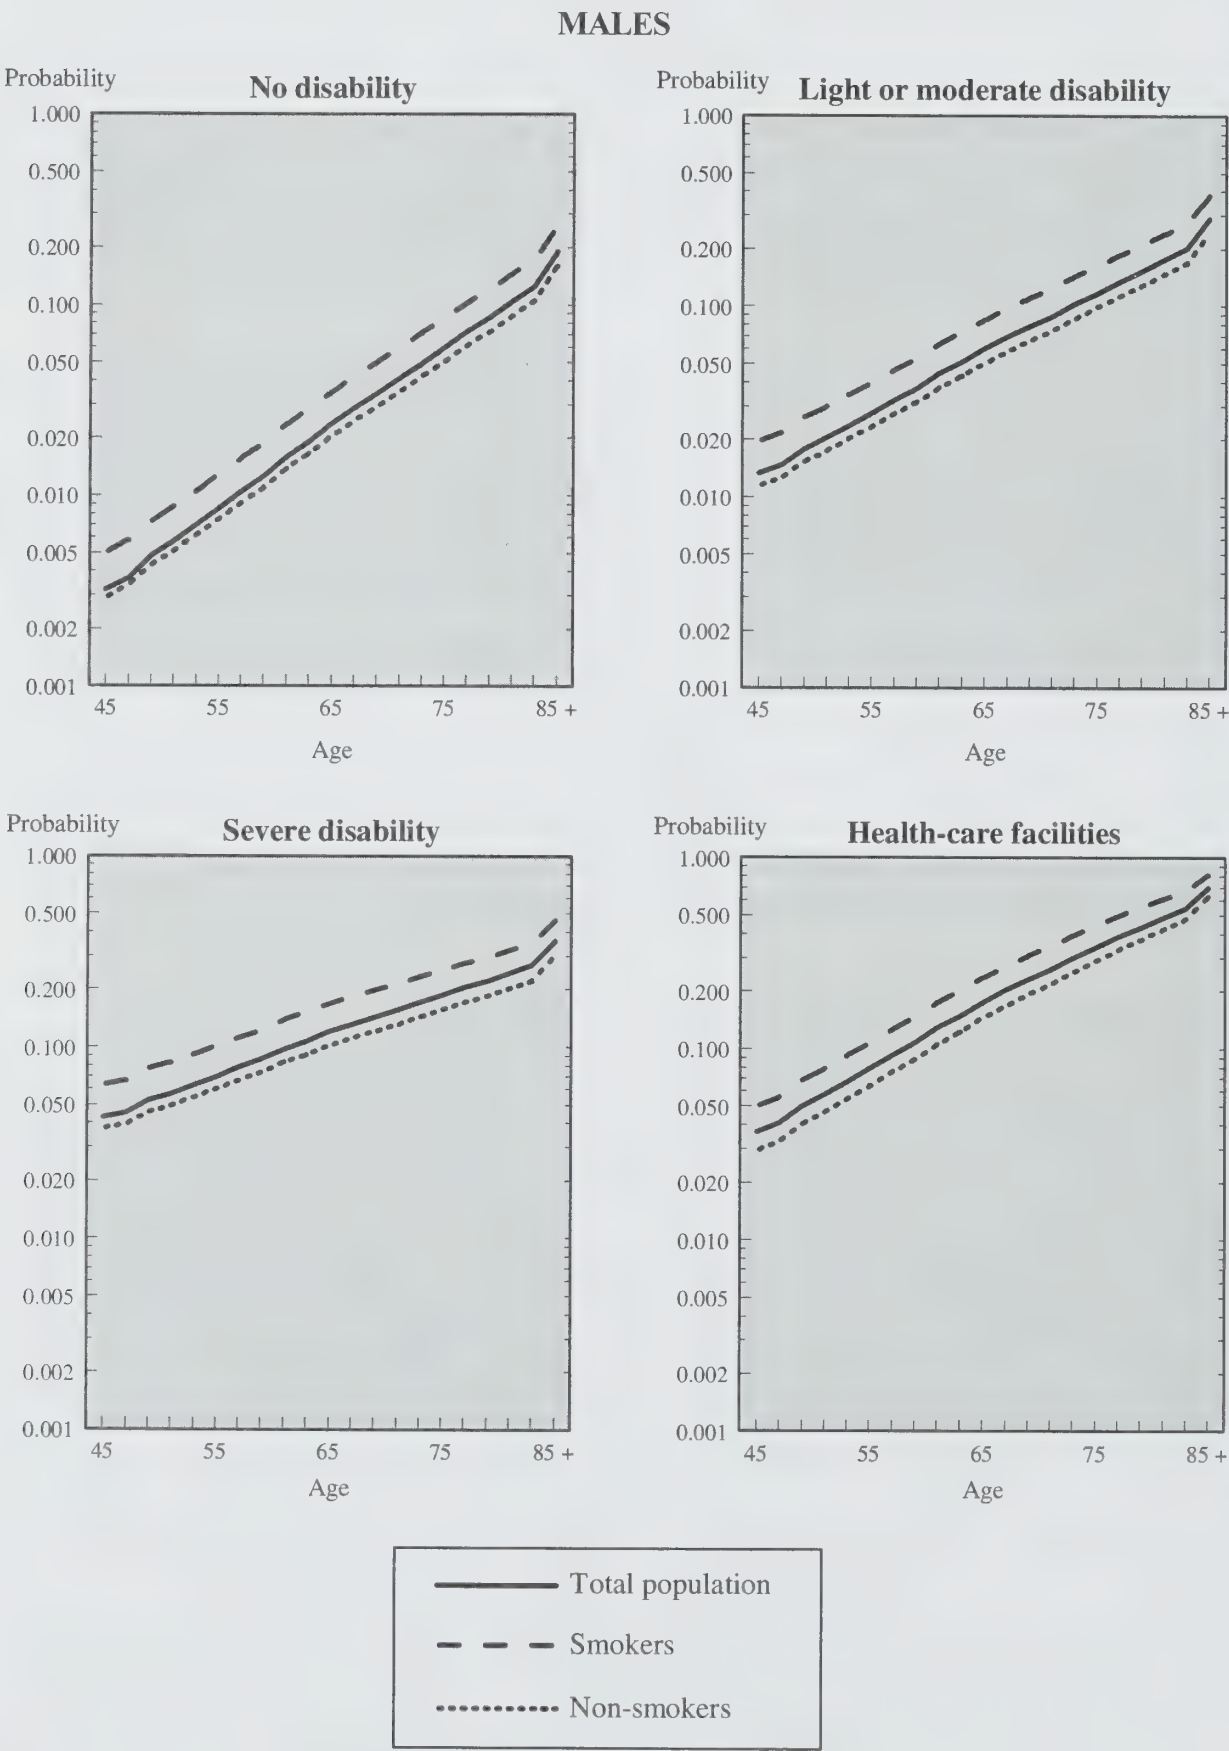 MALES
Probability
No disability
1.000
0.500
0.200
0.100
0.050
0.020
0.010
0.005
0.002
0.001
45 55 65 75 85 +
Age
Probability
Light or moderate disability
1.000
0.500
0.200
0.100
0.050
0.020
0.010
0.005
0.002
0.001
45 55 65 75 85 +
Age
Probability
Severe disability
1.000
0.500
0.200
0.100
0.050
0.020
0.010
0.005
0.002
0.001
45 55 65 75 85 +
Age
Probability
Health-care facilities
1.000
0.500
0.200
0.100
0.050
0.020
0.010
0.005
0.002
0.001
45 55 65 75 85 +
Age
Total population
Smokers
Non-smokers